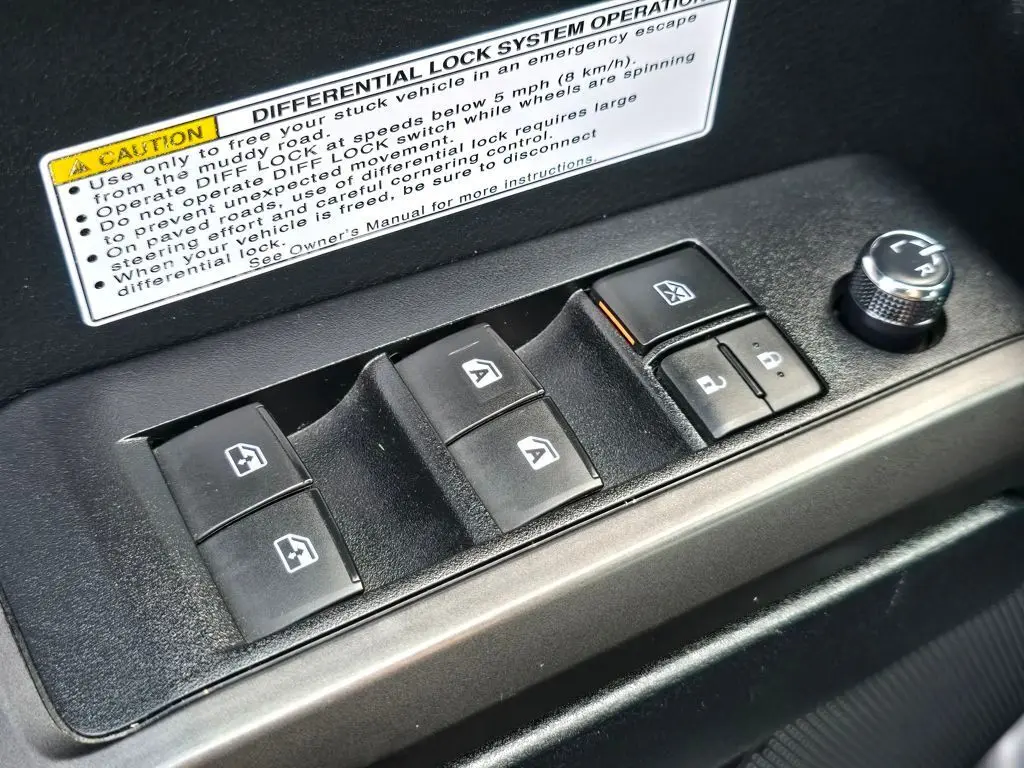 CAUTION DIFFERENTIAL LOCK SYSTEM OPERATION
• Use only to free your stuck vehicle in an emergency escape
from the muddy road.
• Operate DIFF LOCK at speeds below 5 mph (8 km/h).
• Do not operate DIFF LOCK switch while wheels are spinning
to prevent unexpected movement.
• On paved roads, use of differential lock requires large
steering effort and careful cornering control.
• When your vehicle is freed, be sure to disconnect
differential lock.
See Owner's Manual for more instructions.
L R
A
A